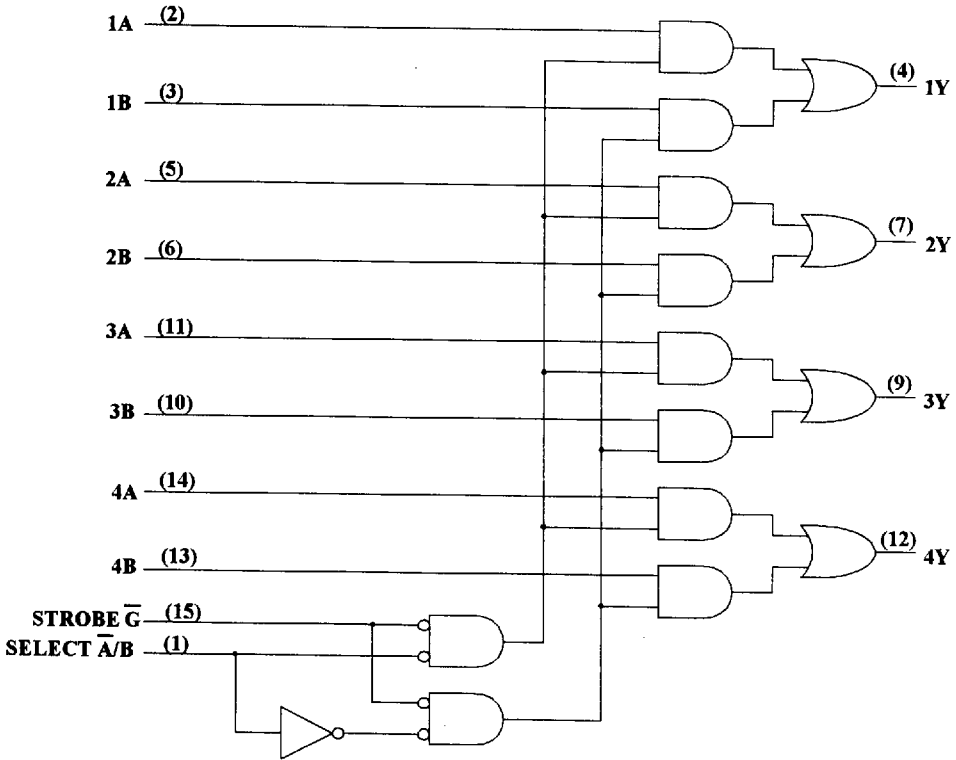 1A (2)
(4) 1Y
1B (3)
2A (5)
(7) 2Y
2B (6)
3A (11)
(9) 3Y
3B (10)
4A (14)
(12) 4Y
4B (13)
STROBE G̅ (15)
SELECT A̅/B (1)